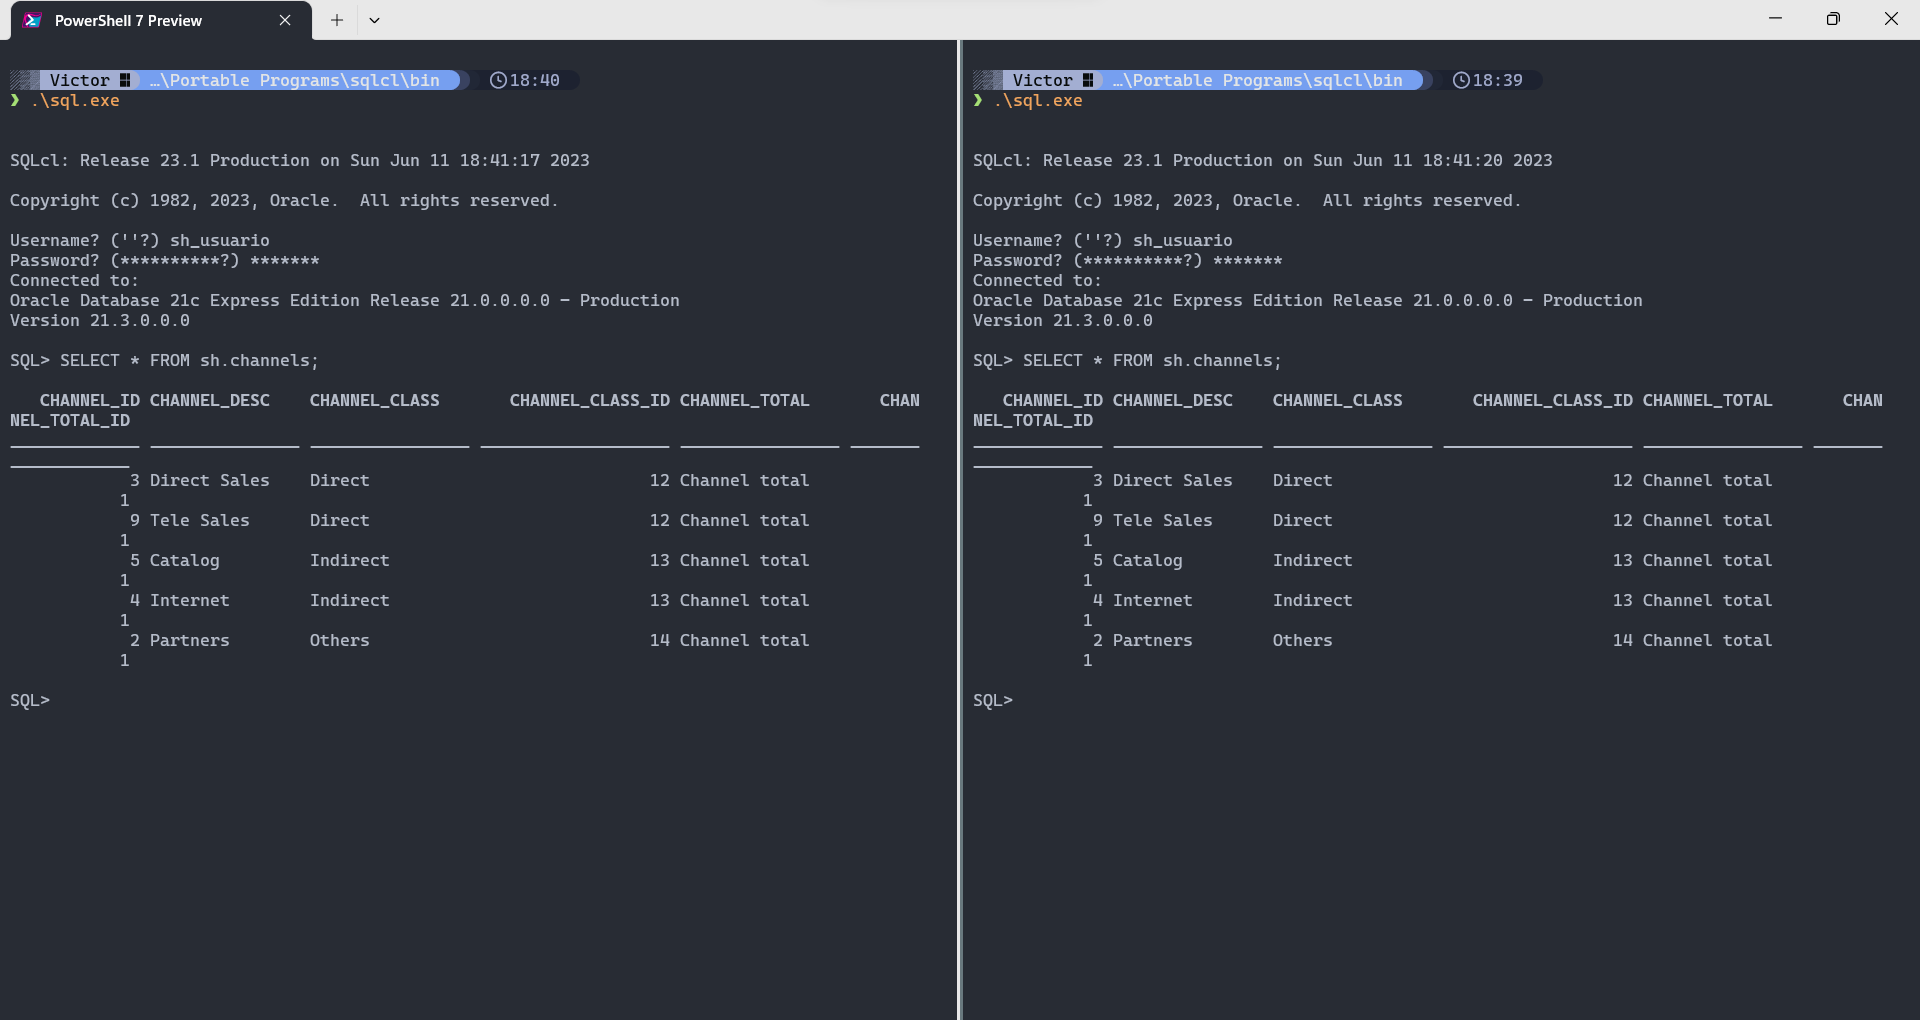 PowerShell 7 Preview
Victor …\Portable Programs\sqlcl\bin 18:40
❯ .\sql.exe
SQLcl: Release 23.1 Production on Sun Jun 11 18:41:17 2023
Copyright (c) 1982, 2023, Oracle.  All rights reserved.
Username? (''?) sh_usuario
Password? (**********?) *******
Connected to:
Oracle Database 21c Express Edition Release 21.0.0.0.0 - Production
Version 21.3.0.0.0
SQL> SELECT * FROM sh.channels;
CHANNEL_ID CHANNEL_DESC CHANNEL_CLASS CHANNEL_CLASS_ID CHANNEL_TOTAL CHAN
NEL_TOTAL_ID
3 Direct Sales Direct 12 Channel total
1
9 Tele Sales Direct 12 Channel total
1
5 Catalog Indirect 13 Channel total
1
4 Internet Indirect 13 Channel total
1
2 Partners Others 14 Channel total
1
SQL>
Victor …\Portable Programs\sqlcl\bin 18:39
❯ .\sql.exe
SQLcl: Release 23.1 Production on Sun Jun 11 18:41:20 2023
Copyright (c) 1982, 2023, Oracle.  All rights reserved.
Username? (''?) sh_usuario
Password? (**********?) *******
Connected to:
Oracle Database 21c Express Edition Release 21.0.0.0.0 - Production
Version 21.3.0.0.0
SQL> SELECT * FROM sh.channels;
CHANNEL_ID CHANNEL_DESC CHANNEL_CLASS CHANNEL_CLASS_ID CHANNEL_TOTAL CHAN
NEL_TOTAL_ID
3 Direct Sales Direct 12 Channel total
1
9 Tele Sales Direct 12 Channel total
1
5 Catalog Indirect 13 Channel total
1
4 Internet Indirect 13 Channel total
1
2 Partners Others 14 Channel total
1
SQL>